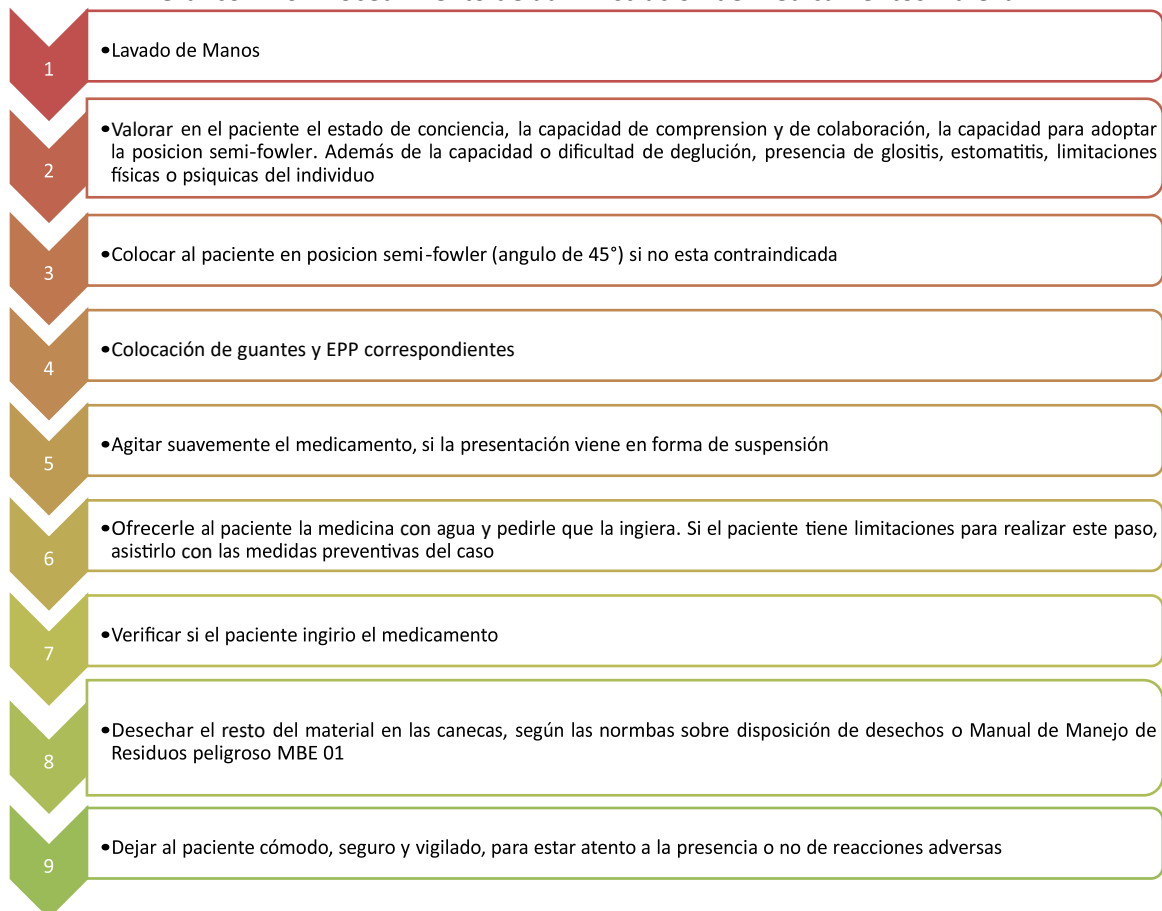 1
•Lavado de Manos
2
•Valorar en el paciente el estado de conciencia, la capacidad de comprension y de colaboración, la capacidad para adoptar
la posicion semi-fowler. Además de la capacidad o dificultad de deglución, presencia de glositis, estomatitis, limitaciones
físicas o psiquicas del individuo
3
•Colocar al paciente en posicion semi-fowler (angulo de 45°) si no esta contraindicada
4
•Colocación de guantes y EPP correspondientes
5
•Agitar suavemente el medicamento, si la presentación viene en forma de suspensión
6
•Ofrecerle al paciente la medicina con agua y pedirle que la ingiera. Si el paciente tiene limitaciones para realizar este paso,
asistirlo con las medidas preventivas del caso
7
•Verificar si el paciente ingirio el medicamento
8
•Desechar el resto del material en las canecas, según las normbas sobre disposición de desechos o Manual de Manejo de
Residuos peligroso MBE 01
9
•Dejar al paciente cómodo, seguro y vigilado, para estar atento a la presencia o no de reacciones adversas